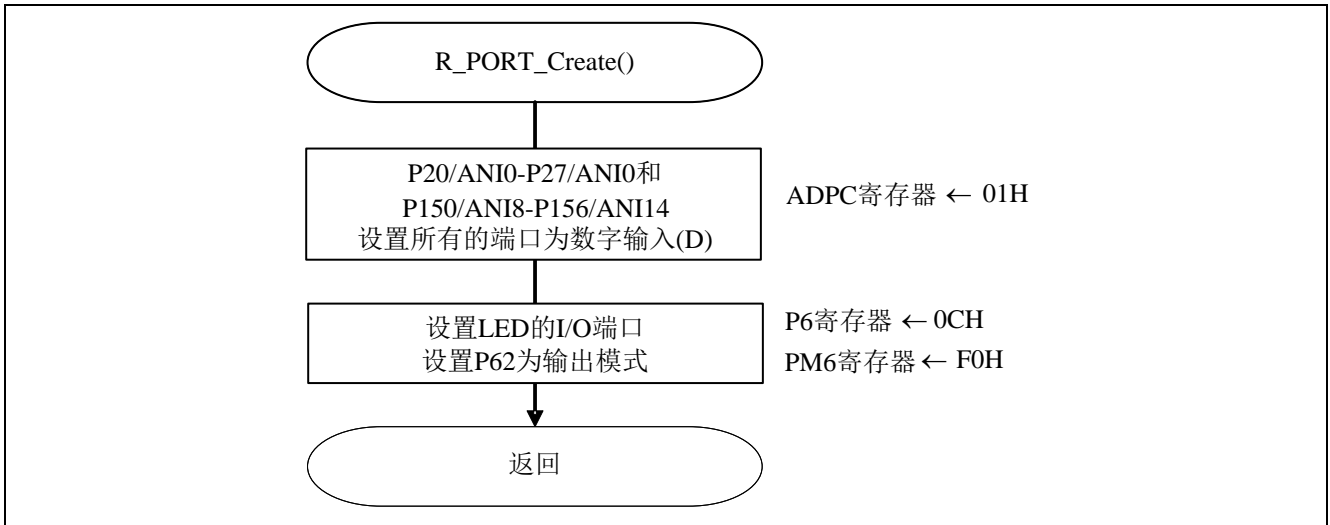 R_PORT_Create()
P20/ANI0-P27/ANI0和
P150/ANI8-P156/ANI14
设置所有的端口为数字输入(D)
ADPC寄存器 ← 01H
设置LED的I/O端口
设置P62为输出模式
P6寄存器 ← 0CH
PM6寄存器 ← F0H
返回